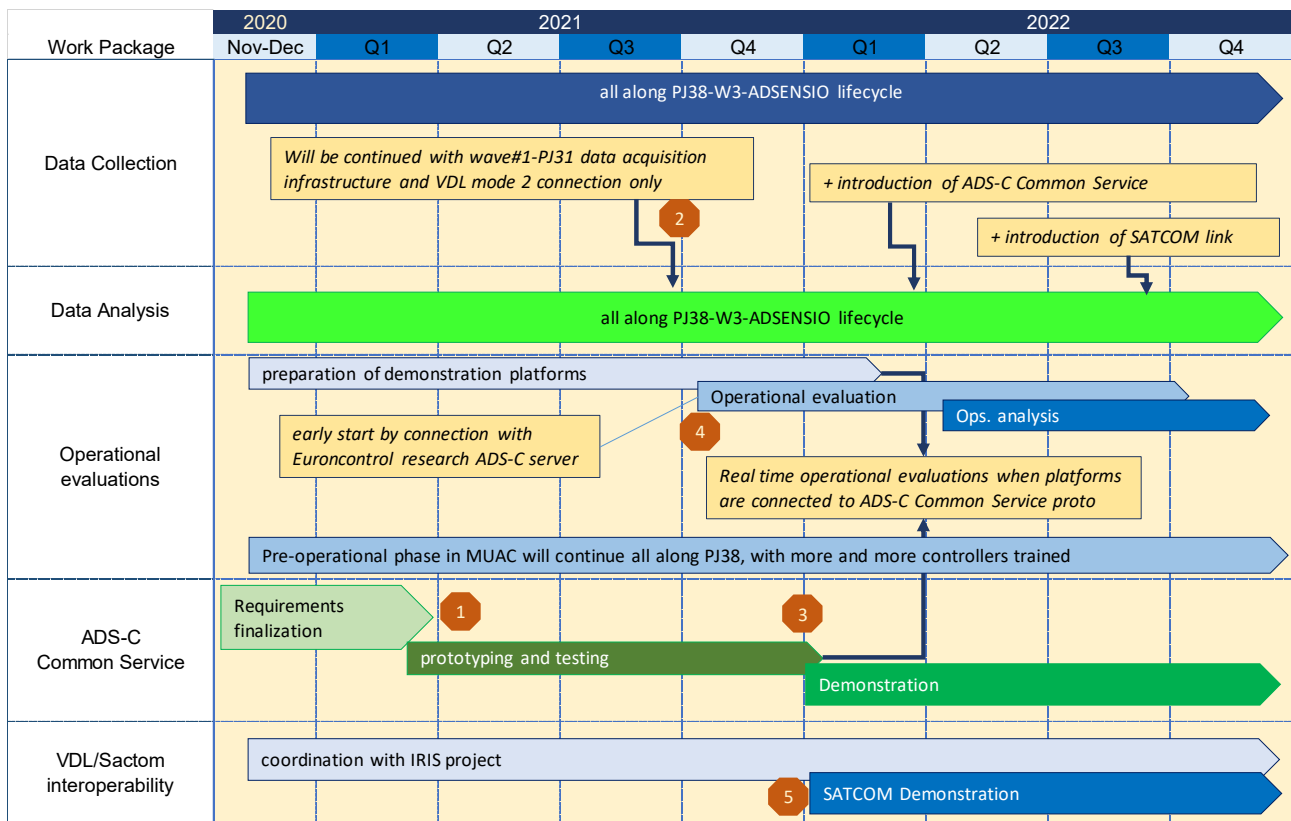 2020 2021 2022
Work Package Nov-Dec Q1 Q2 Q3 Q4 Q1 Q2 Q3 Q4
Data Collection
all along PJ38-W3-ADSENSIO lifecycle
Will be continued with wave#1-PJ31 data acquisition
infrastructure and VDL mode 2 connection only
2
+ introduction of ADS-C Common Service
+ introduction of SATCOM link
Data Analysis
all along PJ38-W3-ADSENSIO lifecycle
Operational
evaluations
preparation of demonstration platforms
Operational evaluation
Ops. analysis
early start by connection with
Euroncontrol research ADS-C server
4
Real time operational evaluations when platforms
are connected to ADS-C Common Service proto
Pre-operational phase in MUAC will continue all along PJ38, with more and more controllers trained
ADS-C
Common Service
Requirements
finalization
1
3
prototyping and testing
Demonstration
VDL/Sactom
interoperability
coordination with IRIS project
5
SATCOM Demonstration